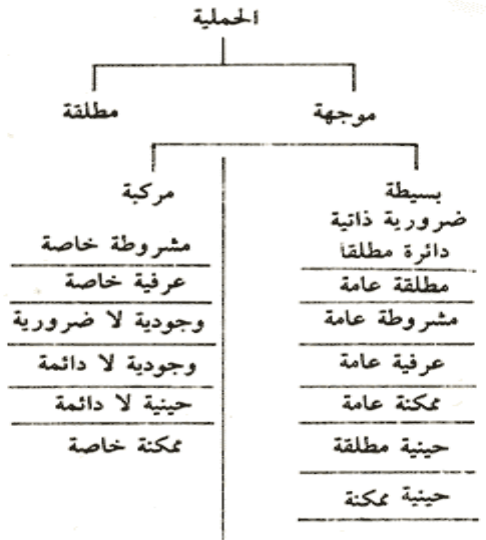 الحملية
موجهة
مطلقة
بسيطة
ضرورية ذاتية
دائرة مطلقا
مطلقة عامة
مشروطة عامة
عرفية عامة
ممكنة عامة
حينية مطلقة
حينية ممكنة
مركبة
مشروطة خاصة
عرفية خاصة
وجودية لا ضرورية
وجودية لا دائمة
حينية لا دائمة
ممكنة خاصة